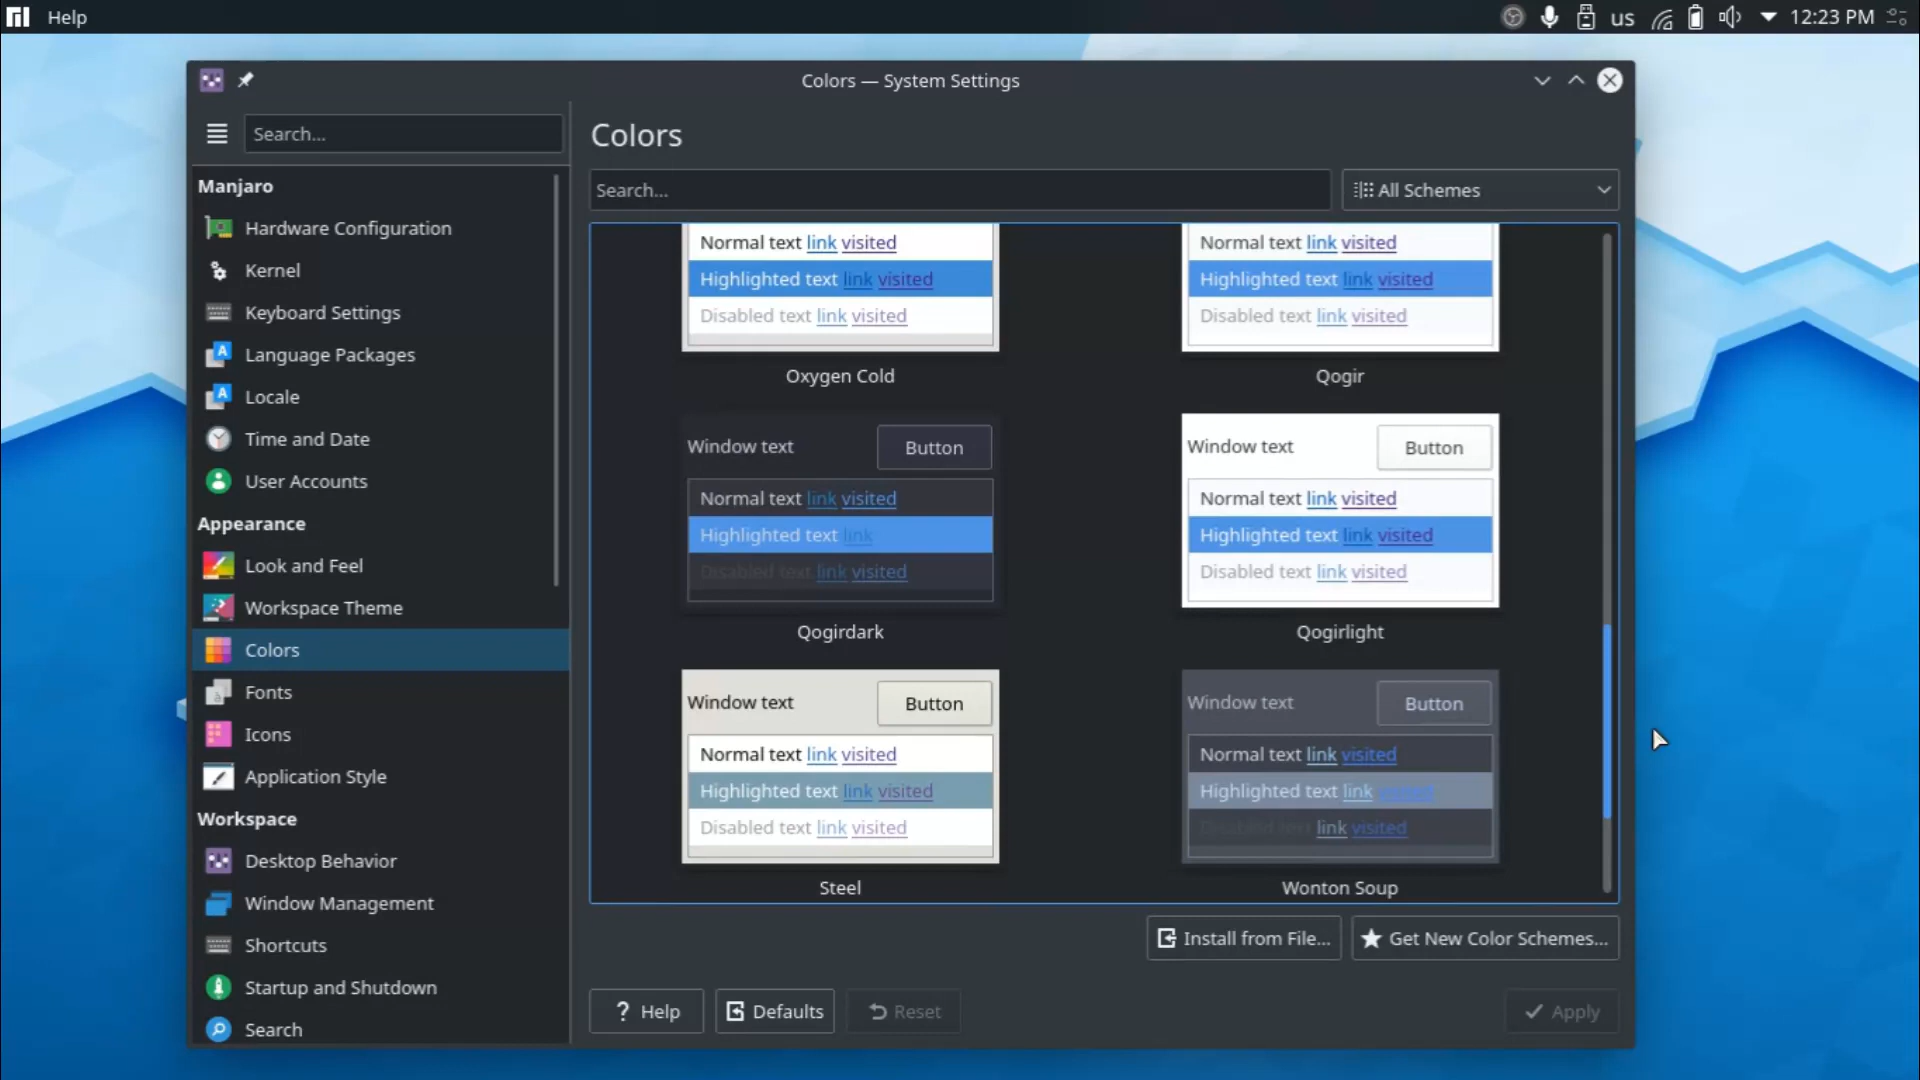 Help
us
12:23 PM
Colors — System Settings
Search...
Manjaro
Hardware Configuration
Kernel
Keyboard Settings
Language Packages
Locale
Time and Date
User Accounts
Appearance
Look and Feel
Workspace Theme
Colors
Fonts
Icons
Application Style
Workspace
Desktop Behavior
Window Management
Shortcuts
Startup and Shutdown
Search
Colors
Search...
All Schemes
Normal text link visited
Highlighted text link visited
Disabled text link visited
Oxygen Cold
Normal text link visited
Highlighted text link visited
Disabled text link visited
Qogir
Window text
Button
Normal text link visited
Highlighted text link
Disabled text link visited
Qogirdark
Window text
Button
Normal text link visited
Highlighted text link visited
Disabled text link visited
Qogirlight
Window text
Button
Normal text link visited
Highlighted text link visited
Disabled text link visited
Steel
Window text
Button
Normal text link visited
Highlighted text link visited
Disabled text link visited
Wonton Soup
Install from File...
Get New Color Schemes...
Help
Defaults
Reset
Apply